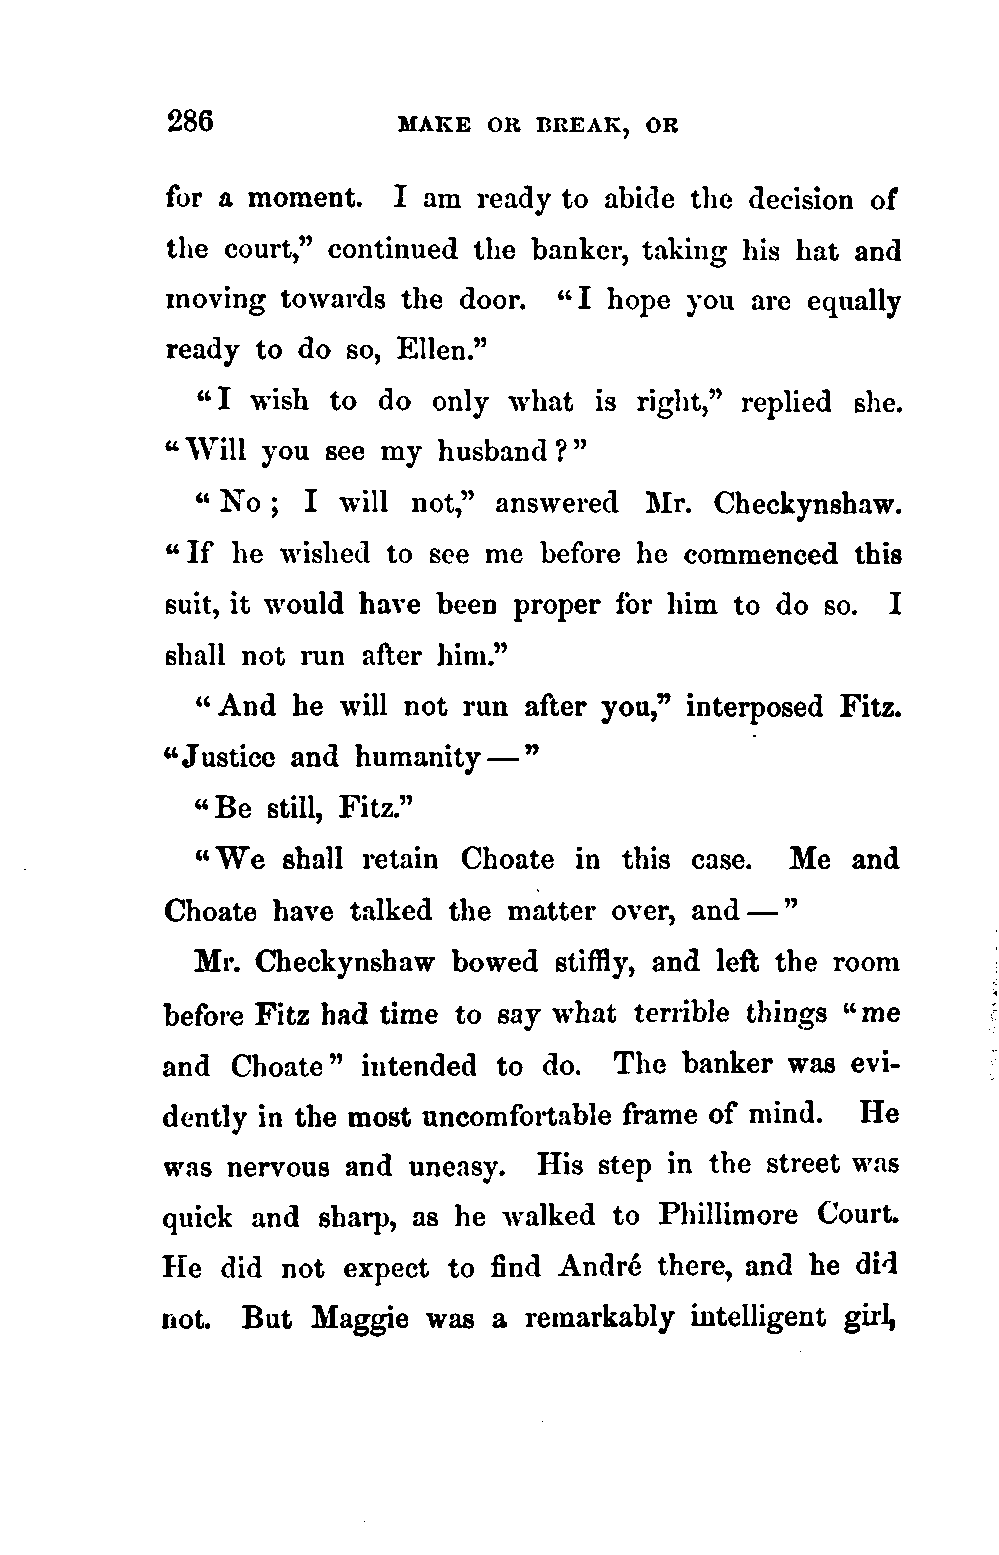 286 MAKE OR BREAK, OR
for a moment. I am ready to abide the decision of
the court,” continued the banker, taking his hat and
moving towards the door. “I hope you are equally
ready to do so, Ellen.”
“I wish to do only what is right,” replied she.
“Will you see my husband?”
“No; I will not,” answered Mr. Checkynshaw.
“If he wished to see me before he commenced this
suit, it would have been proper for him to do so. I
shall not run after him.”
“And he will not run after you,” interposed Fitz.
“Justice and humanity—”
“Be still, Fitz.”
“We shall retain Choate in this case. Me and
Choate have talked the matter over, and—”
Mr. Checkynshaw bowed stiffly, and left the room
before Fitz had time to say what terrible things “me
and Choate” intended to do. The banker was evi-
dently in the most uncomfortable frame of mind. He
was nervous and uneasy. His step in the street was
quick and sharp, as he walked to Phillimore Court.
He did not expect to find André there, and he did
not. But Maggie was a remarkably intelligent girl,